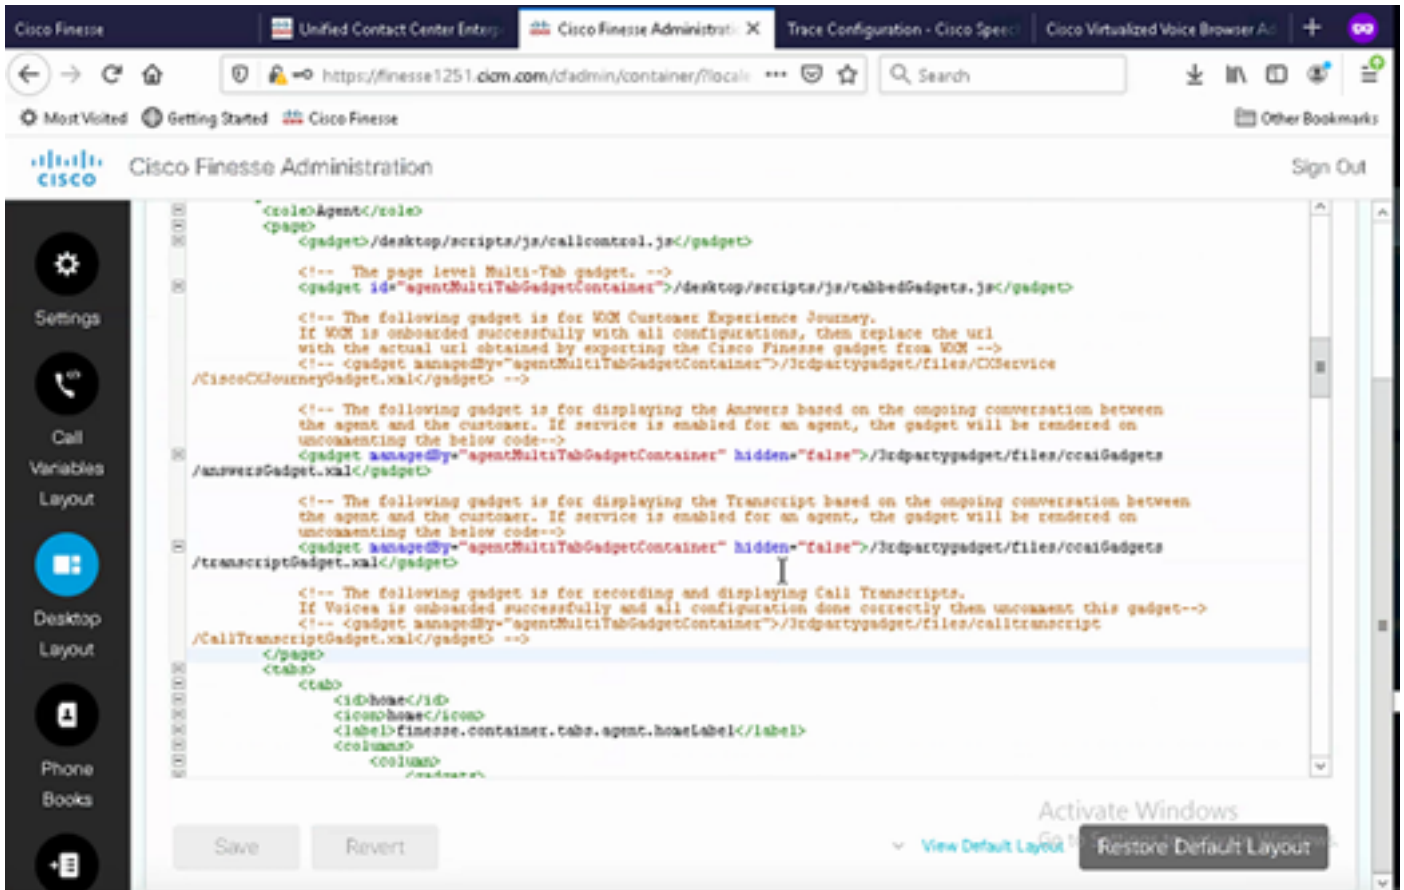 Cisco Finesse
Unified Contact Center Enterp
Cisco Finesse Administrati
Trace Configuration - Cisco Speec
Cisco Virtualized Voice Browser Ad
https://finesse1251.cicm.com/cfadmin/container/?locale
Search
Most Visited
Getting Started
Cisco Finesse
Other Bookmarks
CISCO
Cisco Finesse Administration
Sign Out
<role>Agent</role>
<page>
<gadget>/desktop/scripts/js/callcontrol.js</gadget>
<!-- The page level Multi-Tab gadget. -->
<gadget id="agentMultiTabGadgetContainer">/desktop/scripts/js/tabbedGadgets.js</gadget>
<!-- The following gadget is for WXM Customer Experience Journey.
If WXM is onboarded successfully with all configurations, then replace the url
with the actual url obtained by exporting the Cisco Finesse gadget from WXM -->
<!-- <gadget managedBy="agentMultiTabGadgetContainer">/3rdpartygadget/files/CXService
/CiscoCXJourneyGadget.xml</gadget> -->
<!-- The following gadget is for displaying the Answers based on the ongoing conversation between
the agent and the customer. If service is enabled for an agent, the gadget will be rendered on
uncommenting the below code-->
<gadget managedBy="agentMultiTabGadgetContainer" hidden="false">/3rdpartygadget/files/ccaiGadgets
/answersGadget.xml</gadget>
<!-- The following gadget is for displaying the Transcript based on the ongoing conversation between
the agent and the customer. If service is enabled for an agent, the gadget will be rendered on
uncommenting the below code-->
<gadget managedBy="agentMultiTabGadgetContainer" hidden="false">/3rdpartygadget/files/ccaiGadgets
/transcriptGadget.xml</gadget>
<!-- The following gadget is for recording and displaying Call Transcripts.
If Voicea is onboarded successfully and all configuration done correctly then uncomment this gadget-->
<!-- <gadget managedBy="agentMultiTabGadgetContainer">/3rdpartygadget/files/calltranscript
/CallTranscriptGadget.xml</gadget> -->
</page>
<tabs>
<tab>
<id>home</id>
<icon>home</icon>
<label>finesse.container.tabs.agent.homeLabel</label>
<columns>
<column>
<gadgets>
Settings
Call
Variables
Layout
Desktop
Layout
Phone
Books
Save
Revert
View Default Layout
Restore Default Layout
Activate Windows